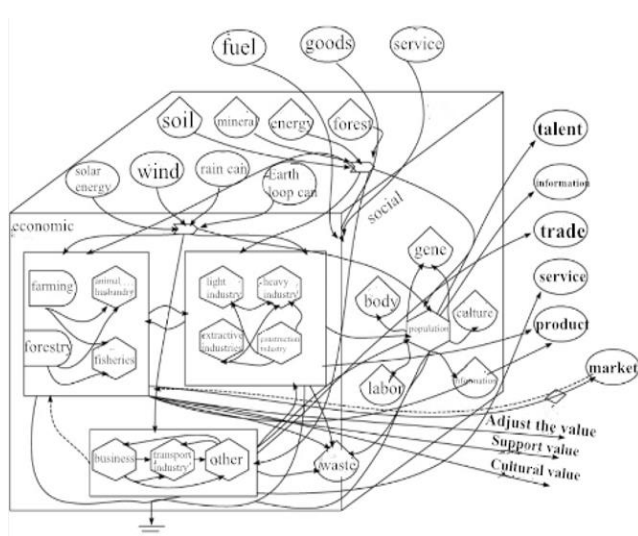 fuel
goods
service
soil
mineral
energy
forest
talent
solar
energy
wind
rain can
Earth
loop can
information
social
economic
trade
gene
farming
animal
husbandry
light
industry
heavy
industry
service
body
culture
population
forestry
fisheries
extractive
industries
construction
industry
product
labor
information
market
Adjust the value
Support value
Cultural value
business
transport
industry
other
waste